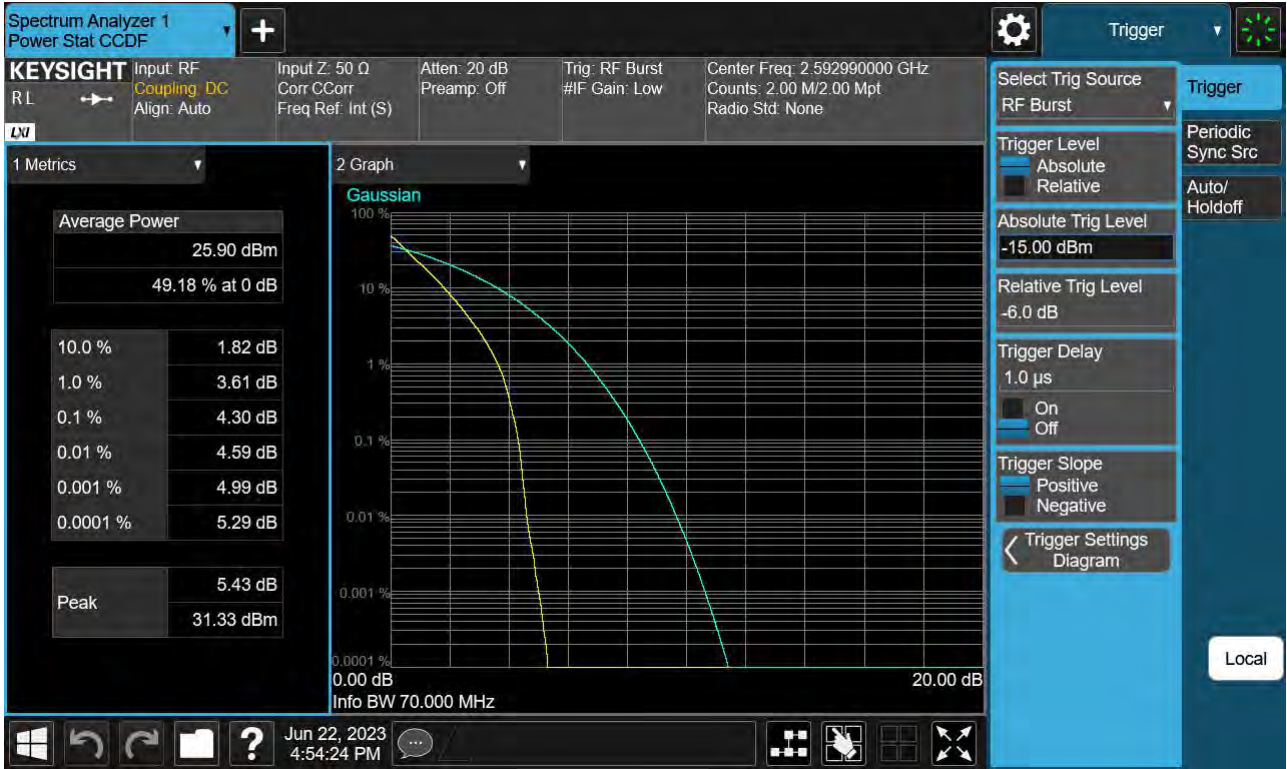 Spectrum Analyzer 1
Power Stat CCDF
+
Trigger
KEYSIGHT
R L
LXI
Input: RF
Coupling: DC
Align: Auto
Input Z: 50 Ω
Corr CCorr
Freq Ref: Int (S)
Atten: 20 dB
Preamp: Off
Trig: RF Burst
#IF Gain: Low
Center Freq: 2.592990000 GHz
Counts: 2.00 M/2.00 Mpt
Radio Std: None
1 Metrics
Average Power
25.90 dBm
49.18 % at 0 dB
10.0 % 1.82 dB
1.0 % 3.61 dB
0.1 % 4.30 dB
0.01 % 4.59 dB
0.001 % 4.99 dB
0.0001 % 5.29 dB
Peak
5.43 dB
31.33 dBm
2 Graph
Gaussian
100 %
10 %
1 %
0.1 %
0.01 %
0.001 %
0.0001 %
0.00 dB 20.00 dB
Info BW 70.000 MHz
Select Trig Source
RF Burst
Trigger Level
Absolute
Relative
Absolute Trig Level
-15.00 dBm
Relative Trig Level
-6.0 dB
Trigger Delay
1.0 µs
On
Off
Trigger Slope
Positive
Negative
Trigger Settings
Diagram
Trigger
Periodic
Sync Src
Auto/
Holdoff
Local
?
Jun 22, 2023
4:54:24 PM